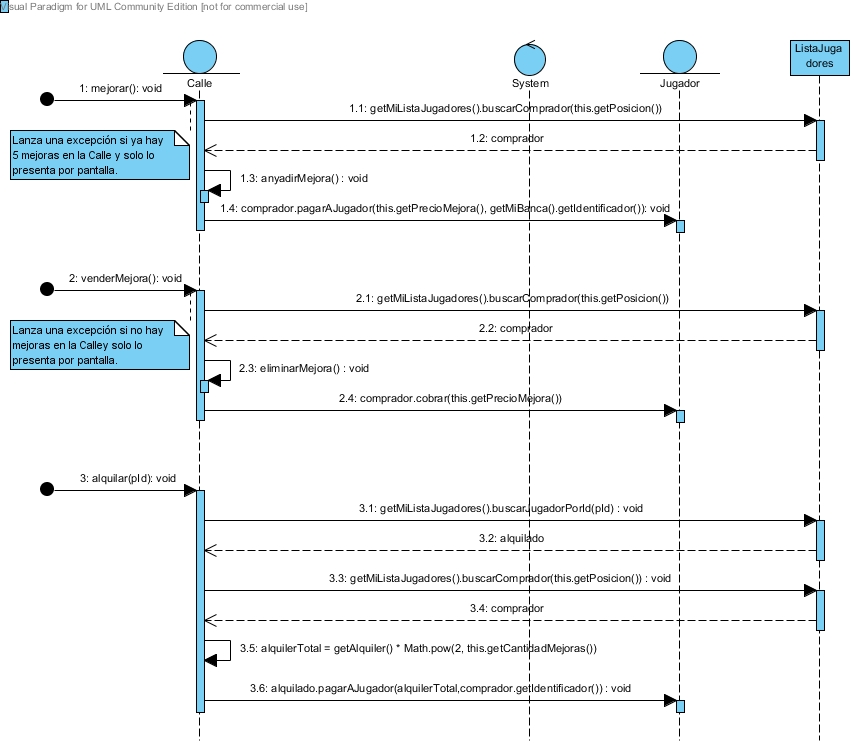 Visual Paradigm for UML Community Edition [not for commercial use]
ListaJuga
dores
Calle
System
Jugador
1: mejorar(): void
1.1: getMiListaJugadores().buscarComprador(this.getPosicion())
Lanza una excepción si ya hay
5 mejoras en la Calle y solo lo
presenta por pantalla.
1.2: comprador
1.3: anyadirMejora() : void
1.4: comprador.pagarAJugador(this.getPrecioMejora(), getMiBanca().getIdentificador()): void
2: venderMejora(): void
2.1: getMiListaJugadores().buscarComprador(this.getPosicion())
Lanza una excepción si no hay
mejoras en la Calley solo lo
presenta por pantalla.
2.2: comprador
2.3: eliminarMejora() : void
2.4: comprador.cobrar(this.getPrecioMejora())
3: alquilar(pId): void
3.1: getMiListaJugadores().buscarJugadorPorId(pId) : void
3.2: alquilado
3.3: getMiListaJugadores().buscarComprador(this.getPosicion()) : void
3.4: comprador
3.5: alquilerTotal = getAlquiler() * Math.pow(2, this.getCantidadMejoras())
3.6: alquilado.pagarAJugador(alquilerTotal,comprador.getIdentificador()) : void